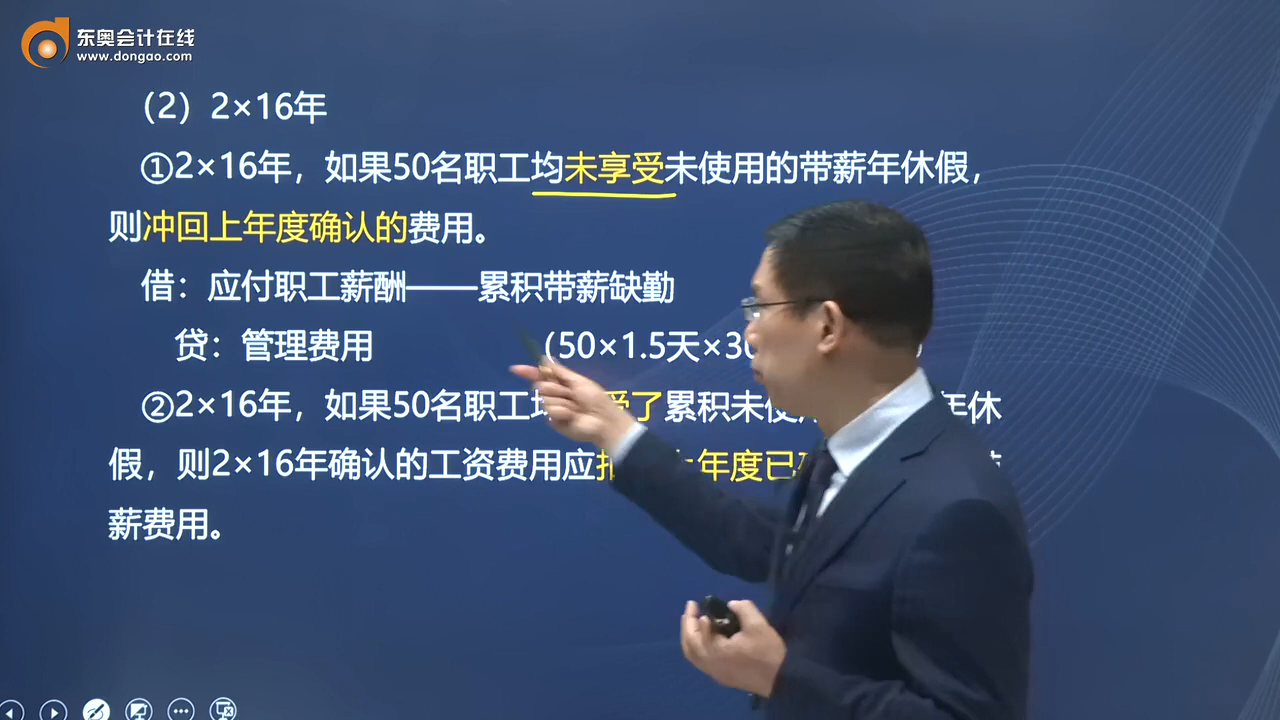 东奥会计在线
www.dongao.com
（2）2×16年
①2×16年，如果50名职工均未享受未使用的带薪年休假，
则冲回上年度确认的费用。
借：应付职工薪酬——累积带薪缺勤
贷：管理费用 （50×1.5天×30
②2×16年，如果50名职工 受了累积未使 年休
假，则2×16年确认的工资费用应 上年度已
薪费用。